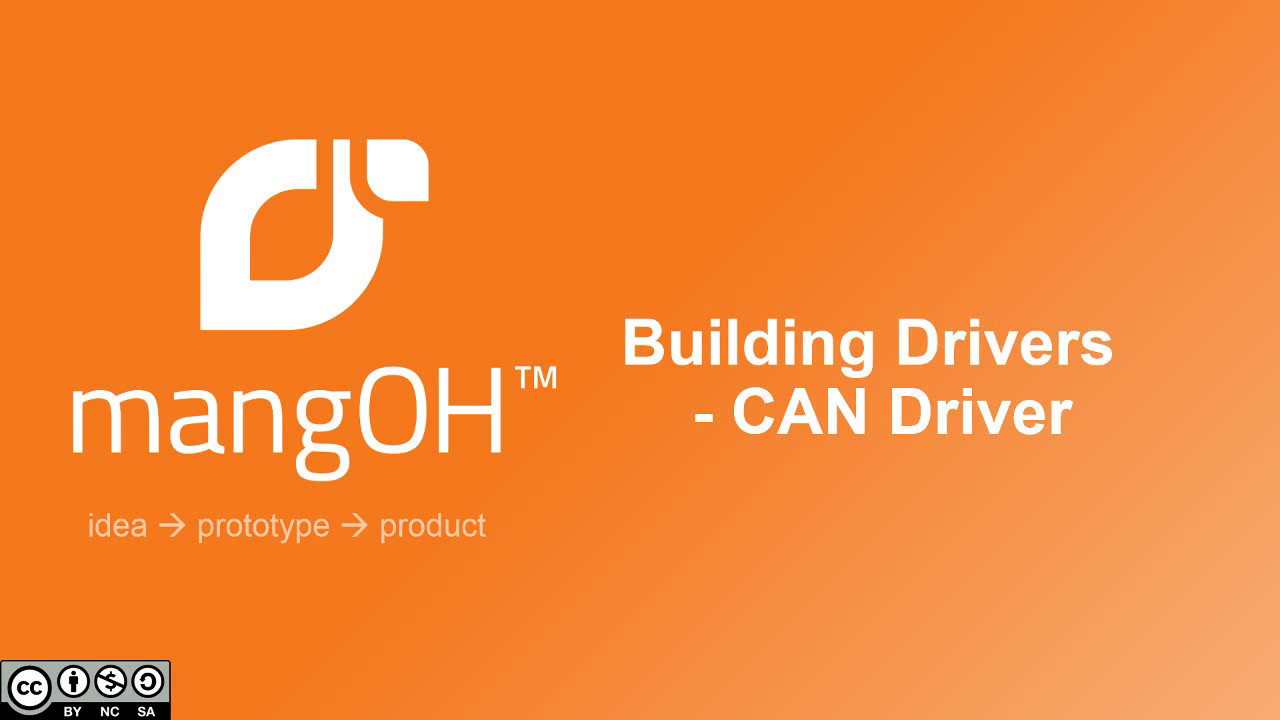 mangOH™
idea → prototype → product
Building Drivers
- CAN Driver
cc
BY NC SA